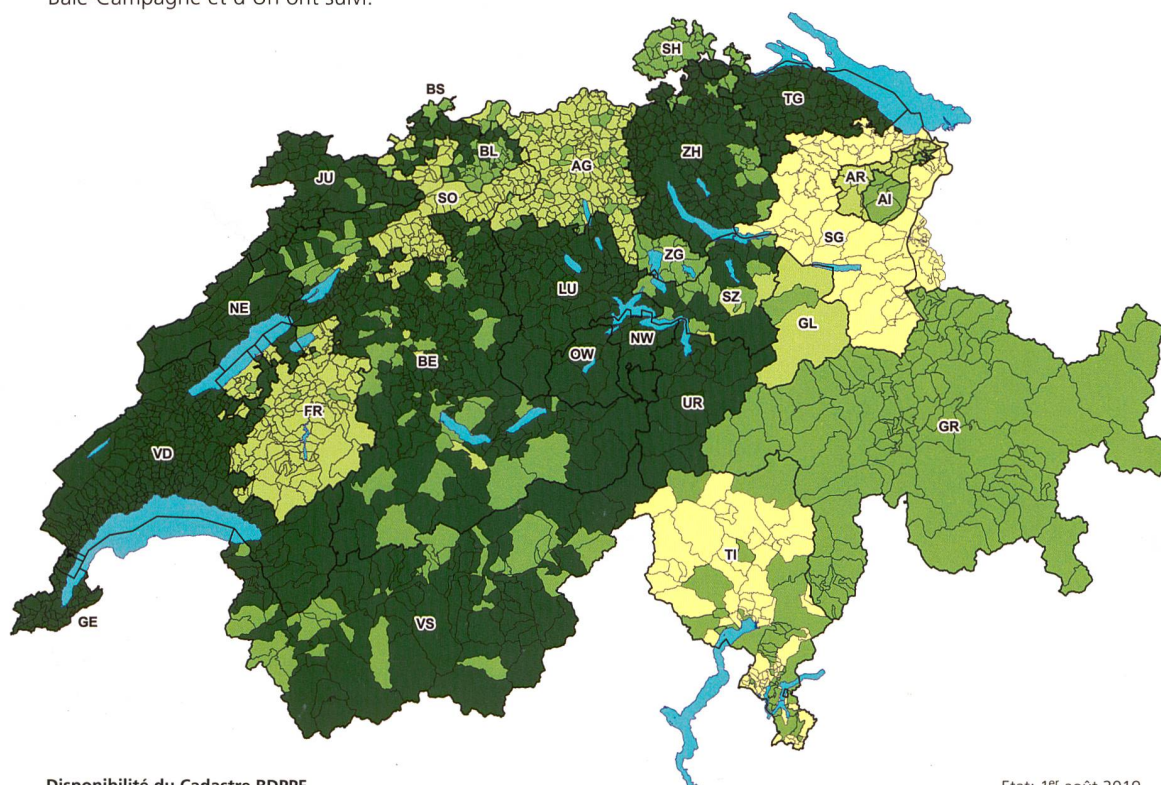 Bâle-Campagne et d'Uri ont suivi.
SH
BS
TG
BL
AG
ZH
JU
AR
AI
SO
SG
ZG
LU
SZ
NE
GL
NW
OW
BE
UR
FR
GR
VD
TI
GE
VS
Disponibilité du Cadastre RDPPF
Etat: 1er août 2019